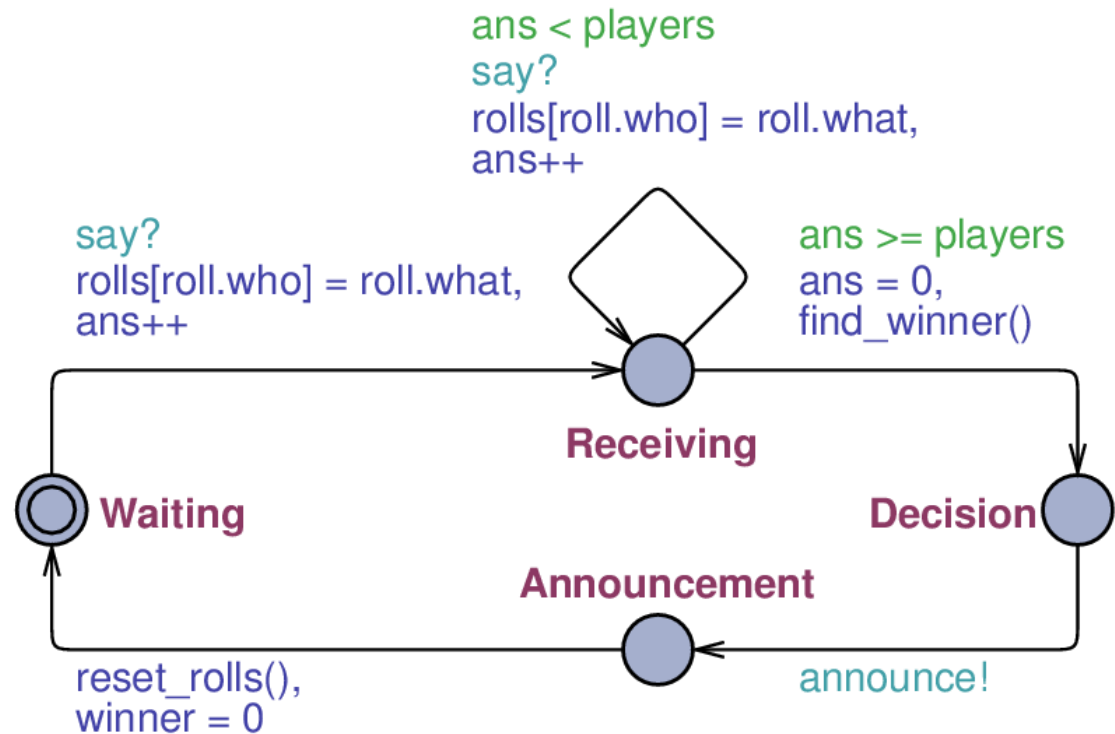 ans < players
say?
rolls[roll.who] = roll.what,
ans++
say?
rolls[roll.who] = roll.what,
ans++
ans >= players
ans = 0,
find_winner()
Receiving
Waiting
Decision
Announcement
reset_rolls(),
winner = 0
announce!